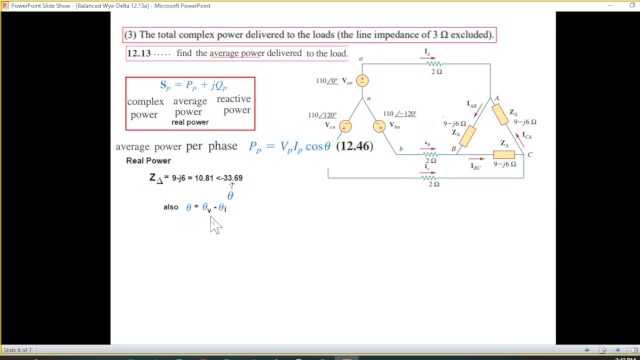 PowerPoint Slide Show - [Balanced Wye-Delta 12.13a] - Microsoft PowerPoint
(3) The total complex power delivered to the loads (the line impedance of 3 Ω excluded).
12.13 ..... find the average power delivered to the load.
Sp = Pp + jQp
complex average reactive
power power power
real power
average power per phase Pp = VpIp cosθ (12.46)
Real Power
Z∆ = 9-j6 = 10.81 <-33.69
θ
also θ = θv - θi
Ia
a
2 Ω
110 /0° Van
n
110 /120° Vcn
110 /-120° Vbn
A
Z∆
9-j6 Ω
IAB
9-j6 Ω
Z∆
ICA
Ib
b
2 Ω
B
Z∆
C
IBC
9-j6 Ω
Ic
2 Ω
Slide 6 of 7